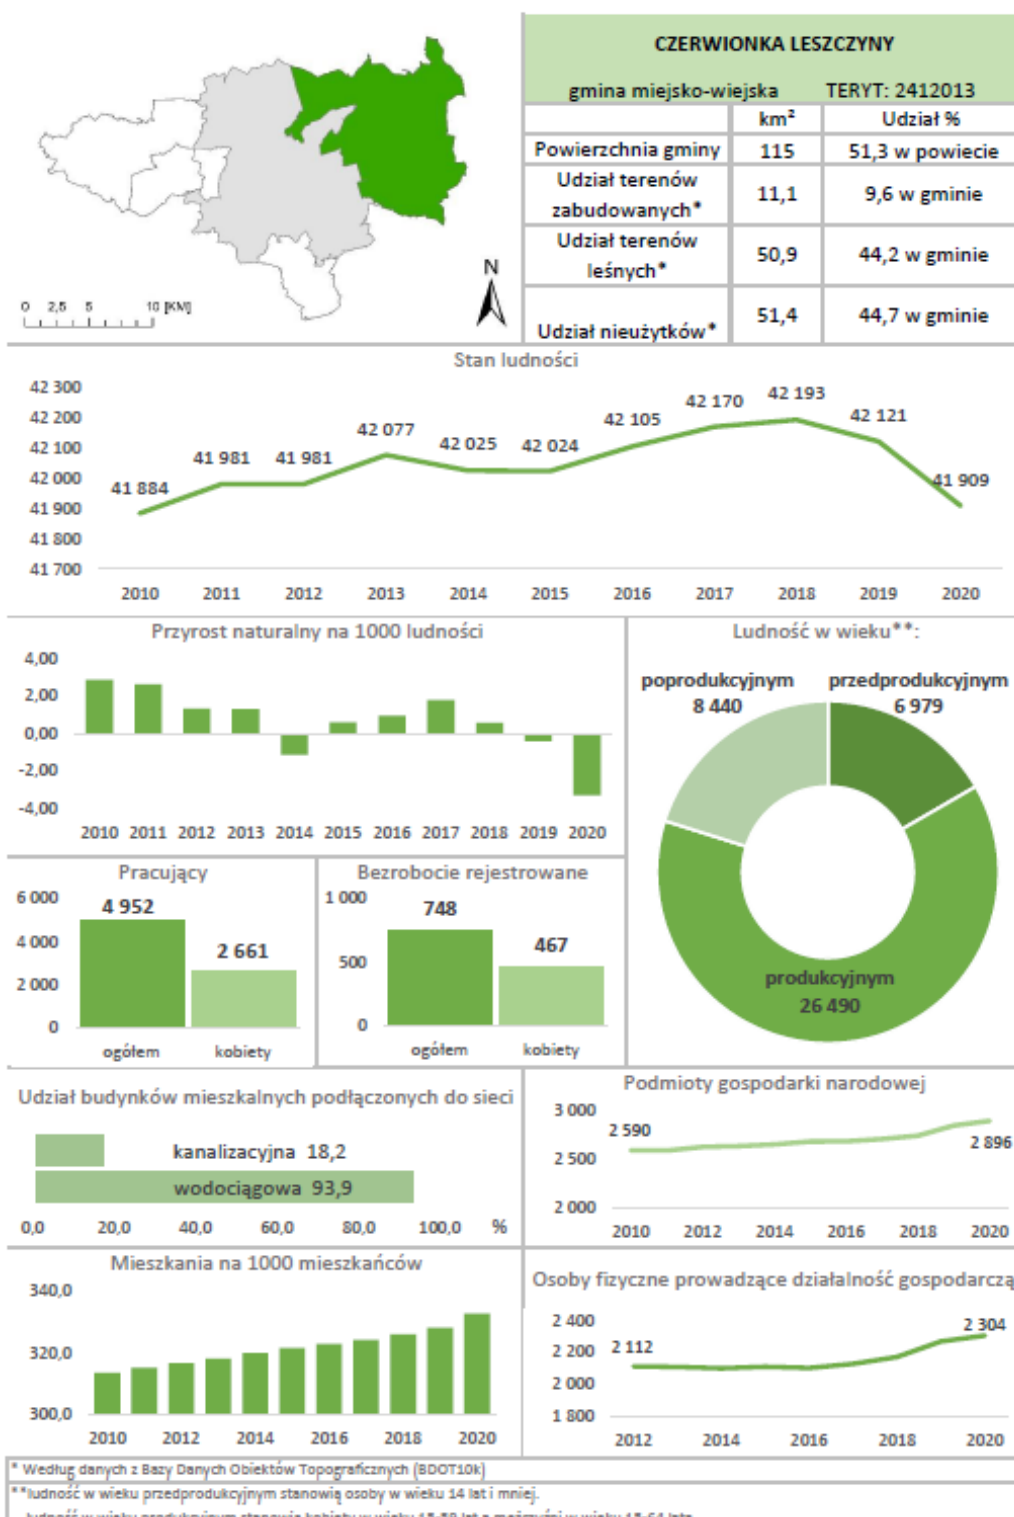 CZERWIONKA LESZCZYNY
gmina miejsko-wiejska TERYT: 2412013
km² Udział %
Powierzchnia gminy 115 51,3 w powiecie
Udział terenów
zabudowanych* 11,1 9,6 w gminie
Udział terenów
leśnych* 50,9 44,2 w gminie
Udział nieużytków* 51,4 44,7 w gminie
N
0 2,5 5 10 [KM]
Stan ludności
42 300
42 200
42 100
42 000
41 900
41 800
41 700
41 884 41 981 41 981 42 077 42 025 42 024 42 105 42 170 42 193 42 121 41 909
2010 2011 2012 2013 2014 2015 2016 2017 2018 2019 2020
Przyrost naturalny na 1000 ludności
4,00
2,00
0,00
-2,00
-4,00
2010 2011 2012 2013 2014 2015 2016 2017 2018 2019 2020
Ludność w wieku**:
poprodukcyjnym
8 440
przedprodukcyjnym
6 979
produkcyjnym
26 490
Pracujący
6 000
4 000
2 000
0
4 952
2 661
ogółem kobiety
Bezrobocie rejestrowane
1 000
500
0
748
467
ogółem kobiety
Udział budynków mieszkalnych podłączonych do sieci
kanalizacyjna 18,2
wodociągowa 93,9
0,0 20,0 40,0 60,0 80,0 100,0 %
Podmioty gospodarki narodowej
3 000
2 500
2 000
2 590
2 896
2010 2012 2014 2016 2018 2020
Mieszkania na 1000 mieszkańców
340,0
320,0
300,0
2010 2012 2014 2016 2018 2020
Osoby fizyczne prowadzące działalność gospodarczą
2 400
2 200
2 000
1 800
2 112
2 304
2012 2014 2016 2018 2020
* Według danych z Bazy Danych Obiektów Topograficznych (BDOT10k)
**ludność w wieku przedprodukcyjnym stanowią osoby w wieku 14 lat i mniej.